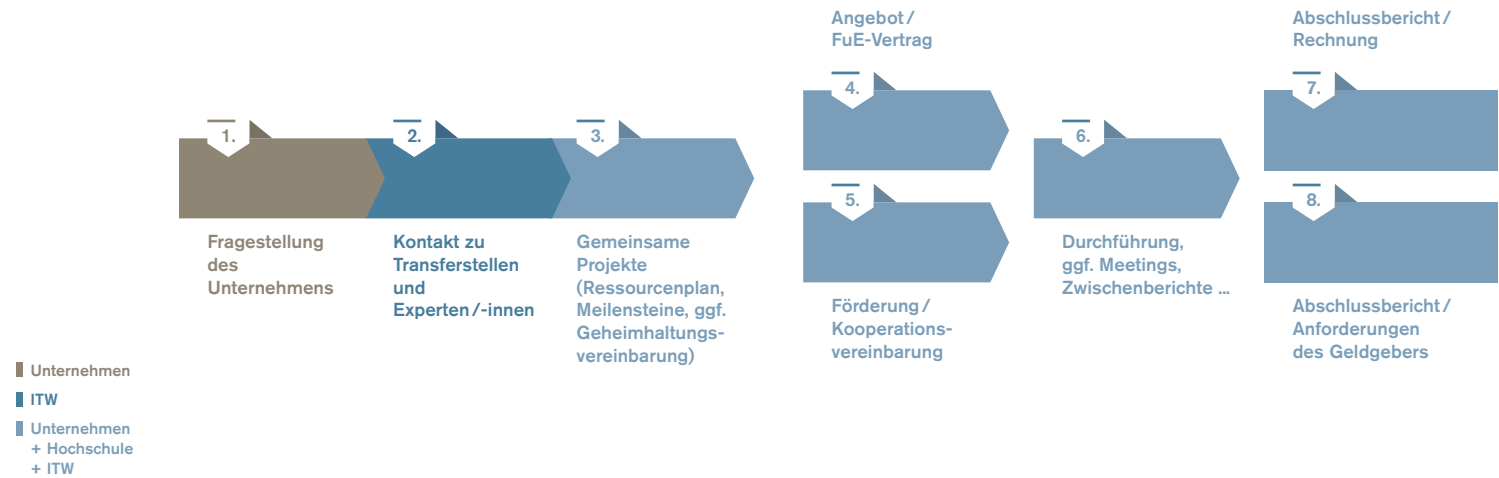 1.
Fragestellung
des
Unternehmens
2.
Kontakt zu
Transferstellen
und
Experten/-innen
3.
Gemeinsame
Projekte
(Ressourcenplan,
Meilensteine, ggf.
Geheimhaltungs-
vereinbarung)
Angebot/
FuE-Vertrag
4.
5.
Förderung/
Kooperations-
vereinbarung
6.
Durchführung,
ggf. Meetings,
Zwischenberichte ...
Abschlussbericht/
Rechnung
7.
8.
Abschlussbericht/
Anforderungen
des Geldgebers
Unternehmen
ITW
Unternehmen
+ Hochschule
+ ITW